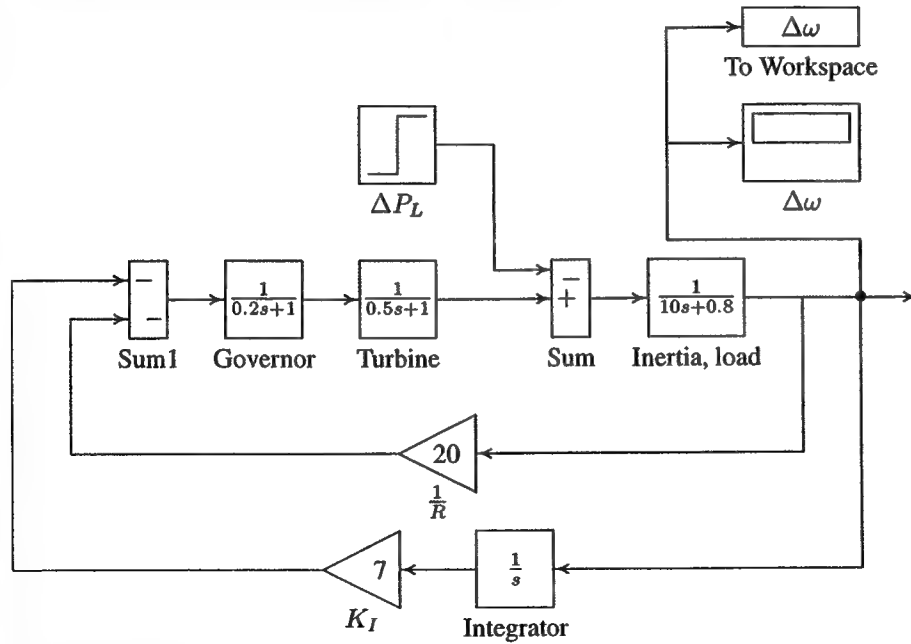 Δω
To Workspace
ΔP_L
Δω
−
−
Sum1
1
0.2s+1
Governor
1
0.5s+1
Turbine
−
+
Sum
1
10s+0.8
Inertia, load
20
1
R
7
K_I
1
s
Integrator